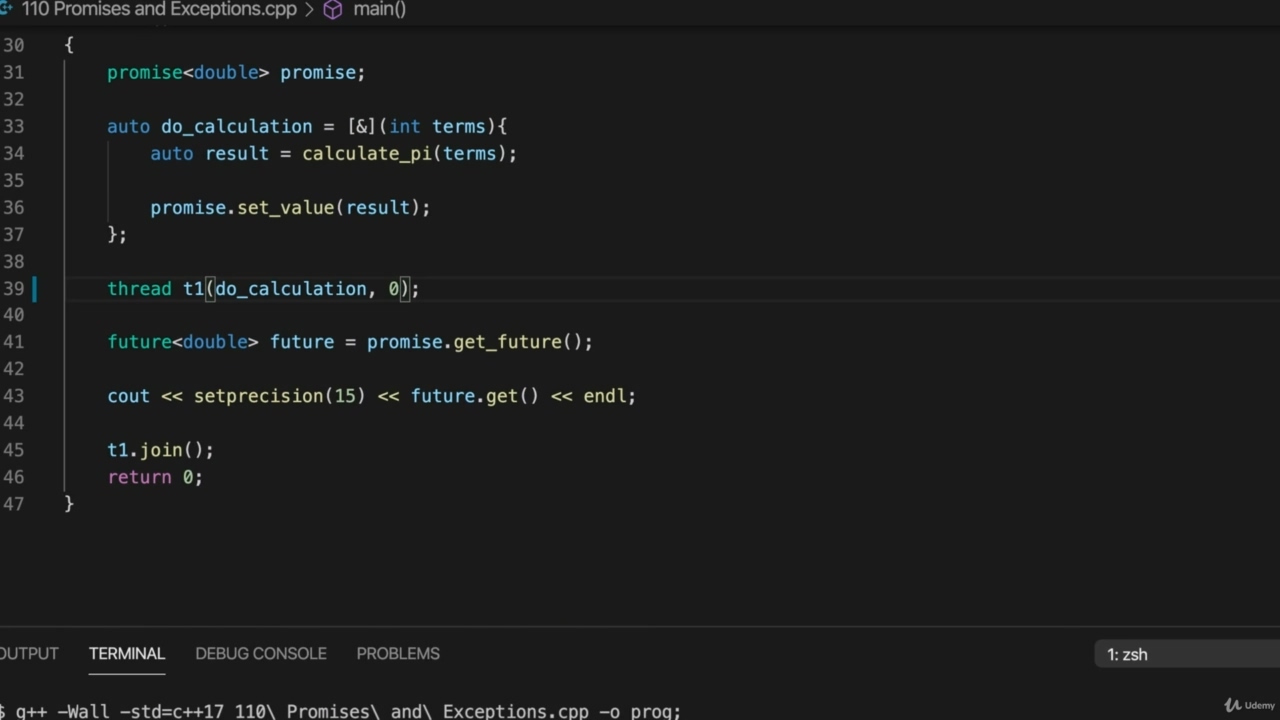 110 Promises and Exceptions.cpp > main()
30 {
31 promise<double> promise;
32
33 auto do_calculation = [&](int terms){
34 auto result = calculate_pi(terms);
35
36 promise.set_value(result);
37 };
38
39 thread t1(do_calculation, 0);
40
41 future<double> future = promise.get_future();
42
43 cout << setprecision(15) << future.get() << endl;
44
45 t1.join();
46 return 0;
47 }
OUTPUT TERMINAL DEBUG CONSOLE PROBLEMS 1: zsh
$ g++ -Wall -std=c++17 110\ Promises\ and\ Exceptions.cpp -o prog;
Udemy